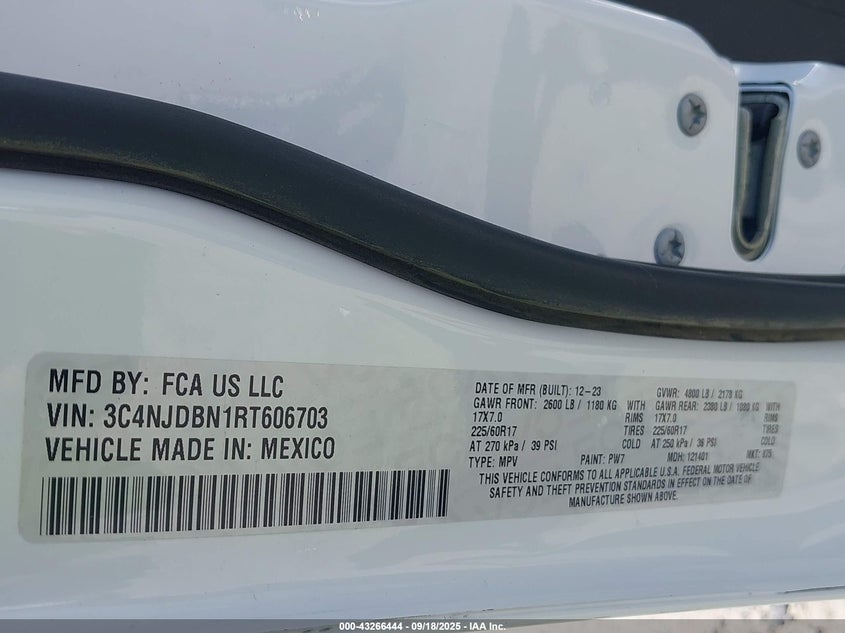 MFD BY: FCA US LLC
VIN: 3C4NJDBN1RT606703
VEHICLE MADE IN: MEXICO
DATE OF MFR (BUILT): 12-23 GVWR: 4800 LB / 2179 KG
GAWR FRONT: 2600 LB / 1180 KG WITH GAWR REAR: 2380 LB / 1080 KG WITH
17X7.0 RIMS 17X7.0 RIMS
225/60R17 TIRES 225/60R17 TIRES
AT 270 kPa / 39 PSI COLD AT 250 kPa / 36 PSI COLD
TYPE: MPV PAINT: PW7 MDH: 121401 MKT:
THIS VEHICLE CONFORMS TO ALL APPLICABLE U.S.A. FEDERAL MOTOR VEHICLE
SAFETY AND THEFT PREVENTION STANDARDS IN EFFECT ON THE DATE OF
MANUFACTURE SHOWN ABOVE.
000-43266444 - 09/18/2025 - IAA Inc.